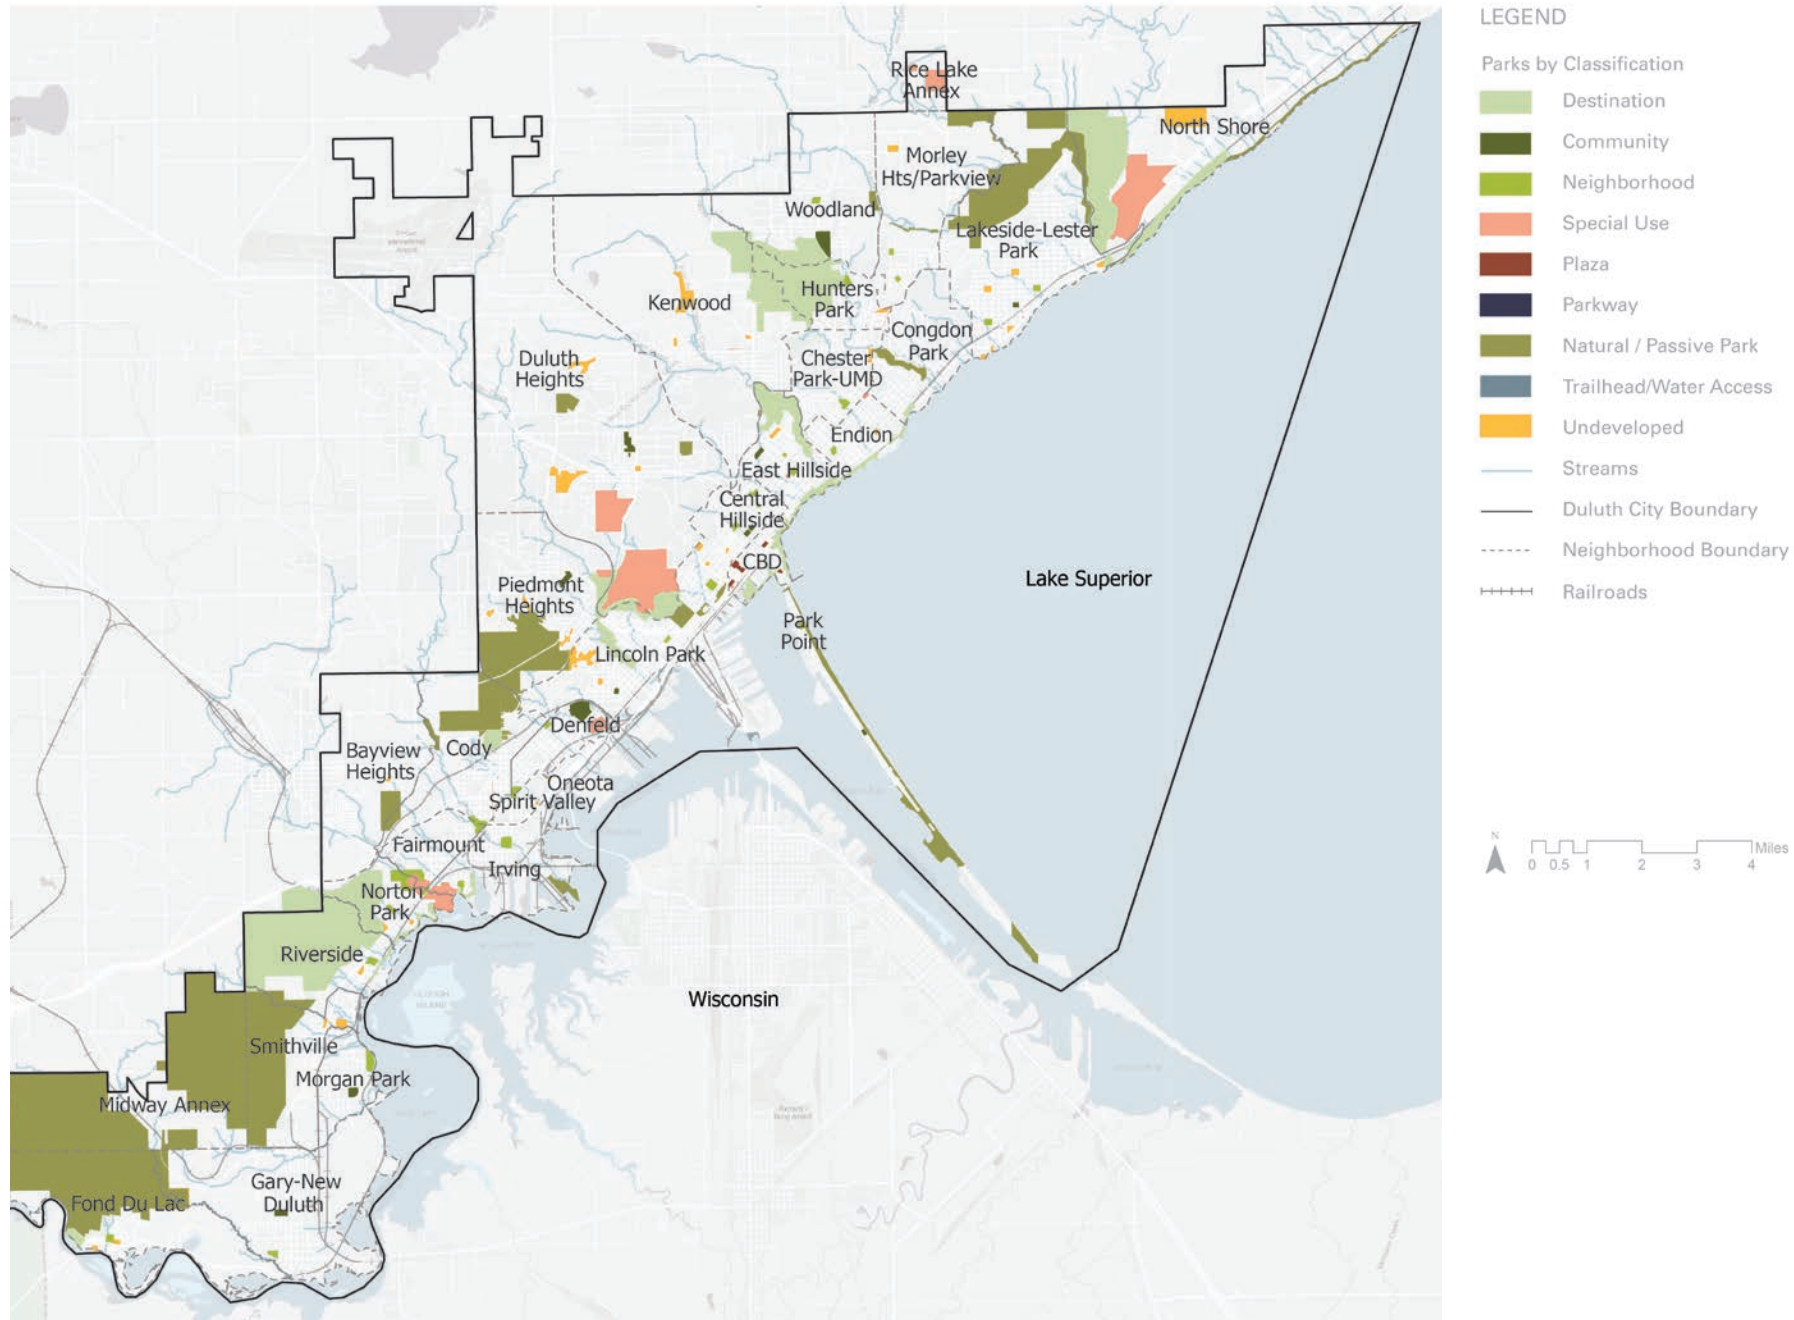 Rice Lake
Annex
North Shore
Morley
Hts/Parkview
Woodland
Lakeside-Lester
Park
Hunters
Park
Kenwood
Congdon
Park
Duluth
Heights
Chester
Park-UMD
Endion
East Hillside
Central
Hillside
CBD
Lake Superior
Piedmont
Heights
Park
Point
Lincoln Park
Denfeld
Bayview
Heights
Cody
Oneota
Spirit Valley
Fairmount
Irving
Norton
Park
Riverside
Wisconsin
Smithville
Morgan Park
Midway Annex
Gary-New
Duluth
Fond Du Lac
LEGEND
Parks by Classification
Destination
Community
Neighborhood
Special Use
Plaza
Parkway
Natural / Passive Park
Trailhead/Water Access
Undeveloped
Streams
Duluth City Boundary
Neighborhood Boundary
Railroads
N
Miles
0 0.5 1 2 3 4